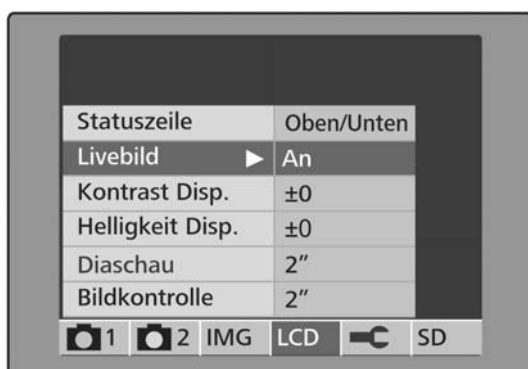 Statuszeile Oben/Unten
Livebild An
Kontrast Disp. ±0
Helligkeit Disp. ±0
Diaschau 2″
Bildkontrolle 2″
1 2 IMG LCD SD